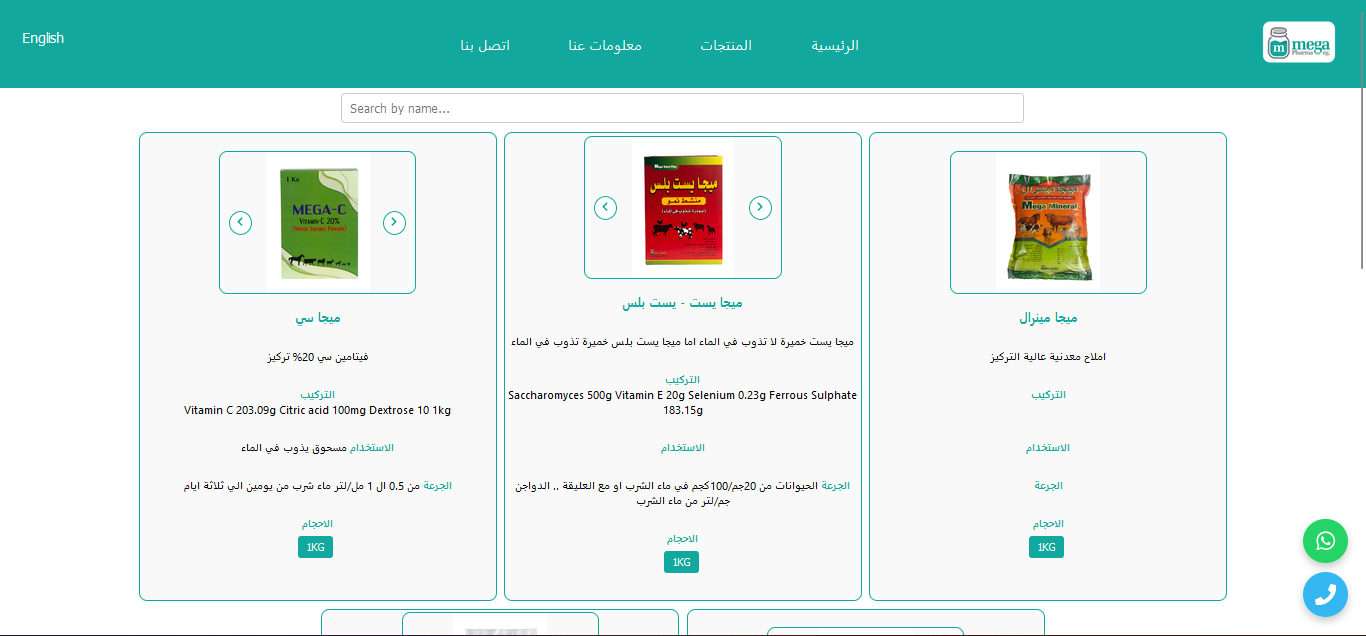 English
الرئيسية
المنتجات
معلومات عنا
اتصل بنا
m mega
Pharma eg.
Search by name...
ميجا مينرال
Mega Mineral
ميجا مينرال
املاح معدنية عالية التركيز
التركيب
الاستخدام
الجرعة
الاحجام
1KG
ميجا يست بلس
منشط نمو
ميجا يست - يست بلس
ميجا يست خميرة لا تذوب في الماء اما ميجا يست بلس خميرة تذوب في الماء
التركيب
Saccharomyces 500g Vitamin E 20g Selenium 0.23g Ferrous Sulphate
183.15g
الاستخدام
الجرعة الحيوانات من 20جم/100كجم في ماء الشرب او مع العليقة .. الدواجن
جم/لتر من ماء الشرب
الاحجام
1KG
1 KG
MEGA-C
VITAMIN C 20%
(WATER SOLUBLE POWDER)
ميجا سي
فيتامين سي 20% تركيز
التركيب
Vitamin C 203.09g Citric acid 100mg Dextrose 10 1kg
الاستخدام مسحوق يذوب في الماء
الجرعة من 0.5 ال 1 مل/لتر ماء شرب من يومين الي ثلاثة ايام
الاحجام
1KG